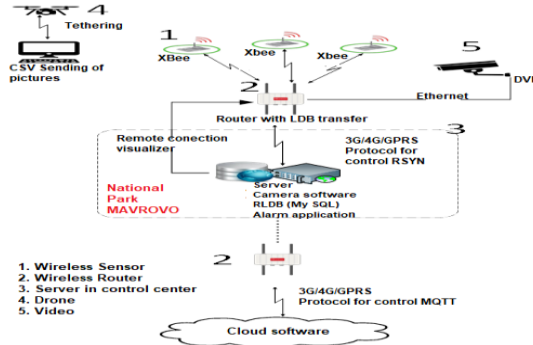 4
Tethering
CSV Sending of
pictures
1
XBee
Xbee
Xbee
5
DVI
Ethernet
2
Router with LDB transfer
3
Remote conection
visualizer
3G/4G/GPRS
Protocol for
control RSYN
National
Park
MAVROVO
Server
Camera software
RLDB (My SQL)
Alarm application
2
1. Wireless Sensor
2. Wireless Router
3. Server in control center
4. Drone
5. Video
3G/4G/GPRS
Protocol for control MQTT
Cloud software